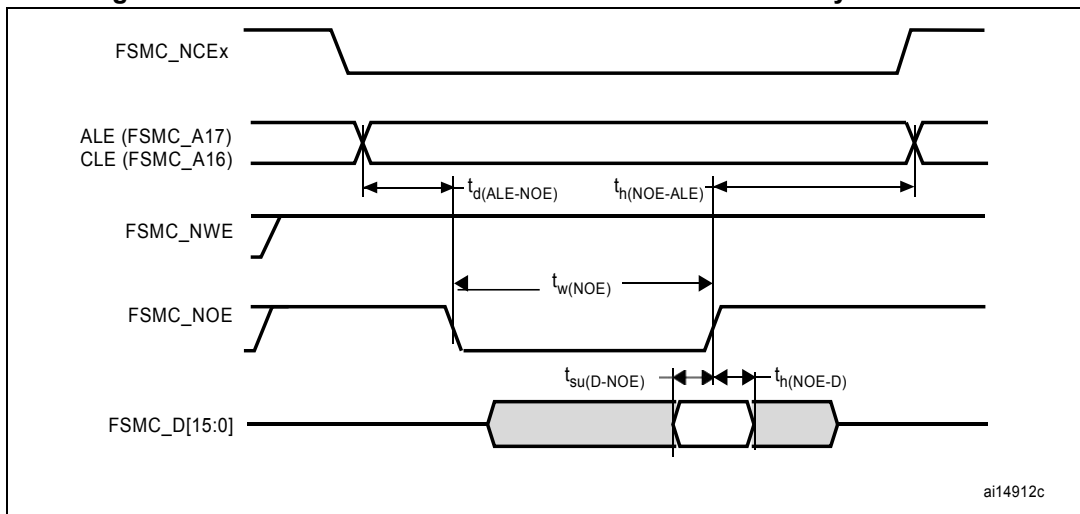 FSMC_NCEx
ALE (FSMC_A17)
CLE (FSMC_A16)
td(ALE-NOE)
th(NOE-ALE)
FSMC_NWE
tw(NOE)
FSMC_NOE
tsu(D-NOE)
th(NOE-D)
FSMC_D[15:0]
ai14912c